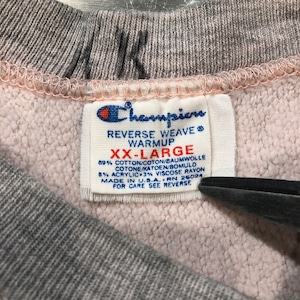 Champion
REVERSE WEAVE®
WARMUP
XX-LARGE
89% COTTON/COTON/BAUMWOLLE
COTONE/KATOEN/BOMULD
8% ACRYLIC•3% VISCOSE RAYON
MADE IN U.S.A. • RN 26094
FOR CARE SEE REVERSE